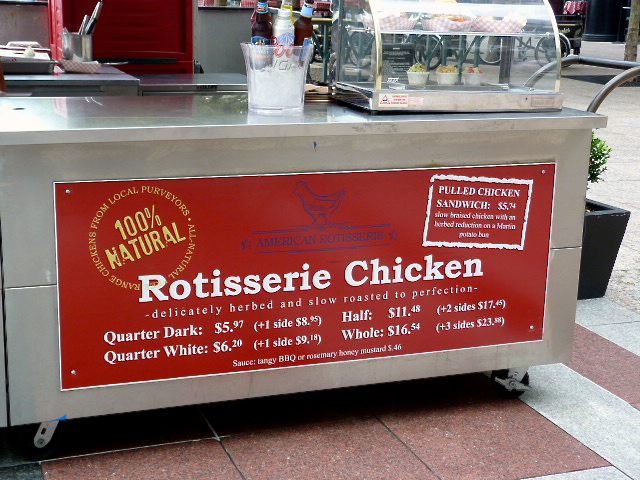 CHICKENS FROM LOCAL PURVEYORS • ALL-NATURAL RANGE
100%
NATURAL
AMERICAN ROTISSERIE
PULLED CHICKEN
SANDWICH: $5.74
slow braised chicken with an
herbed reduction on a Martin
potato bun
Rotisserie Chicken
-delicately herbed and slow roasted to perfection-
Quarter Dark: $5.97 (+1 side $8.95) Half: $11.48 (+2 sides $17.45)
Quarter White: $6.20 (+1 side $9.18) Whole: $16.54 (+3 sides $23.88)
Sauce: tangy BBQ or rosemary honey mustard $.46